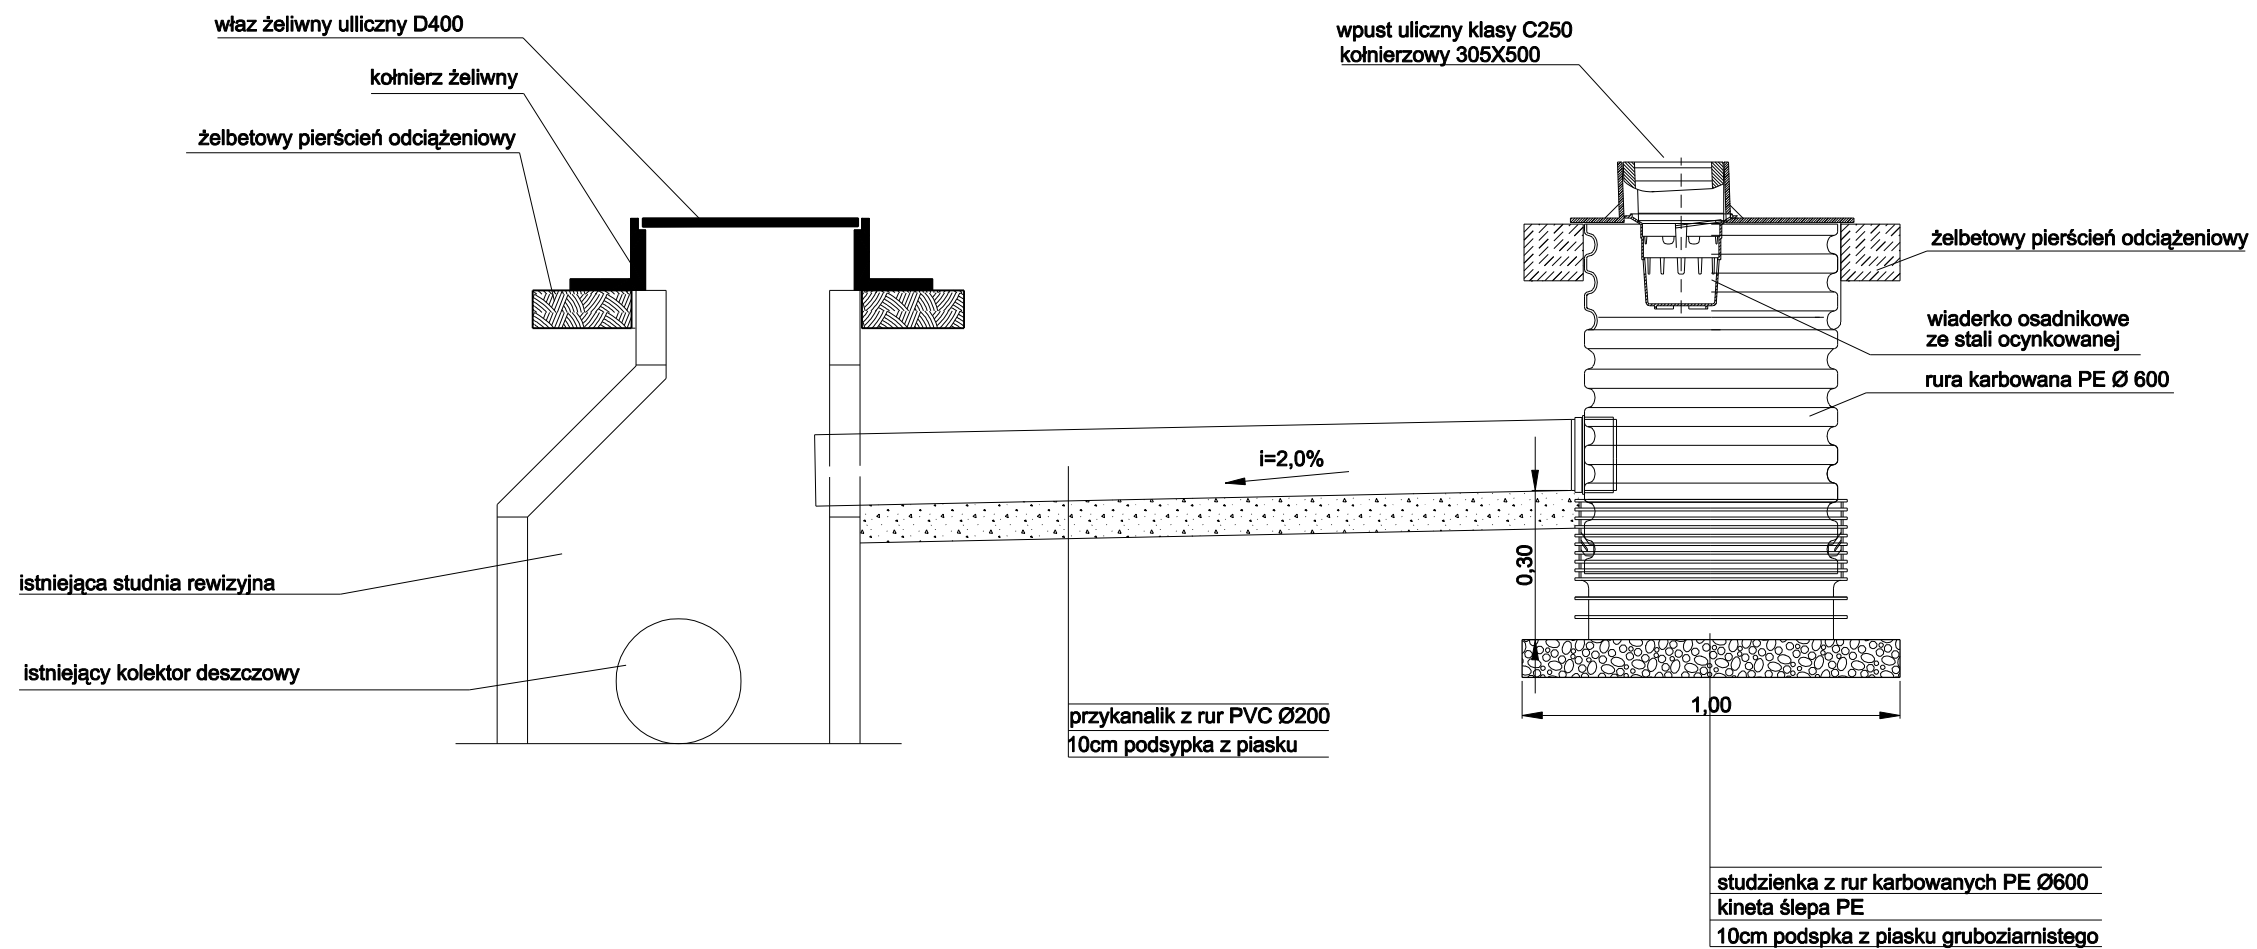 właz żeliwny ulliczny D400
kołnierz żeliwny
żelbetowy pierścień odciążeniowy
istniejąca studnia rewizyjna
istniejący kolektor deszczowy
i=2,0%
przykanalik z rur PVC Ø200
10cm podsypka z piasku
wpust uliczny klasy C250
kołnierzowy 305X500
żelbetowy pierścień odciążeniowy
wiaderko osadnikowe
ze stali ocynkowanej
rura karbowana PE Ø 600
0,30
1,00
studzienka z rur karbowanych PE Ø600
kineta ślepa PE
10cm podspka z piasku gruboziarnistego